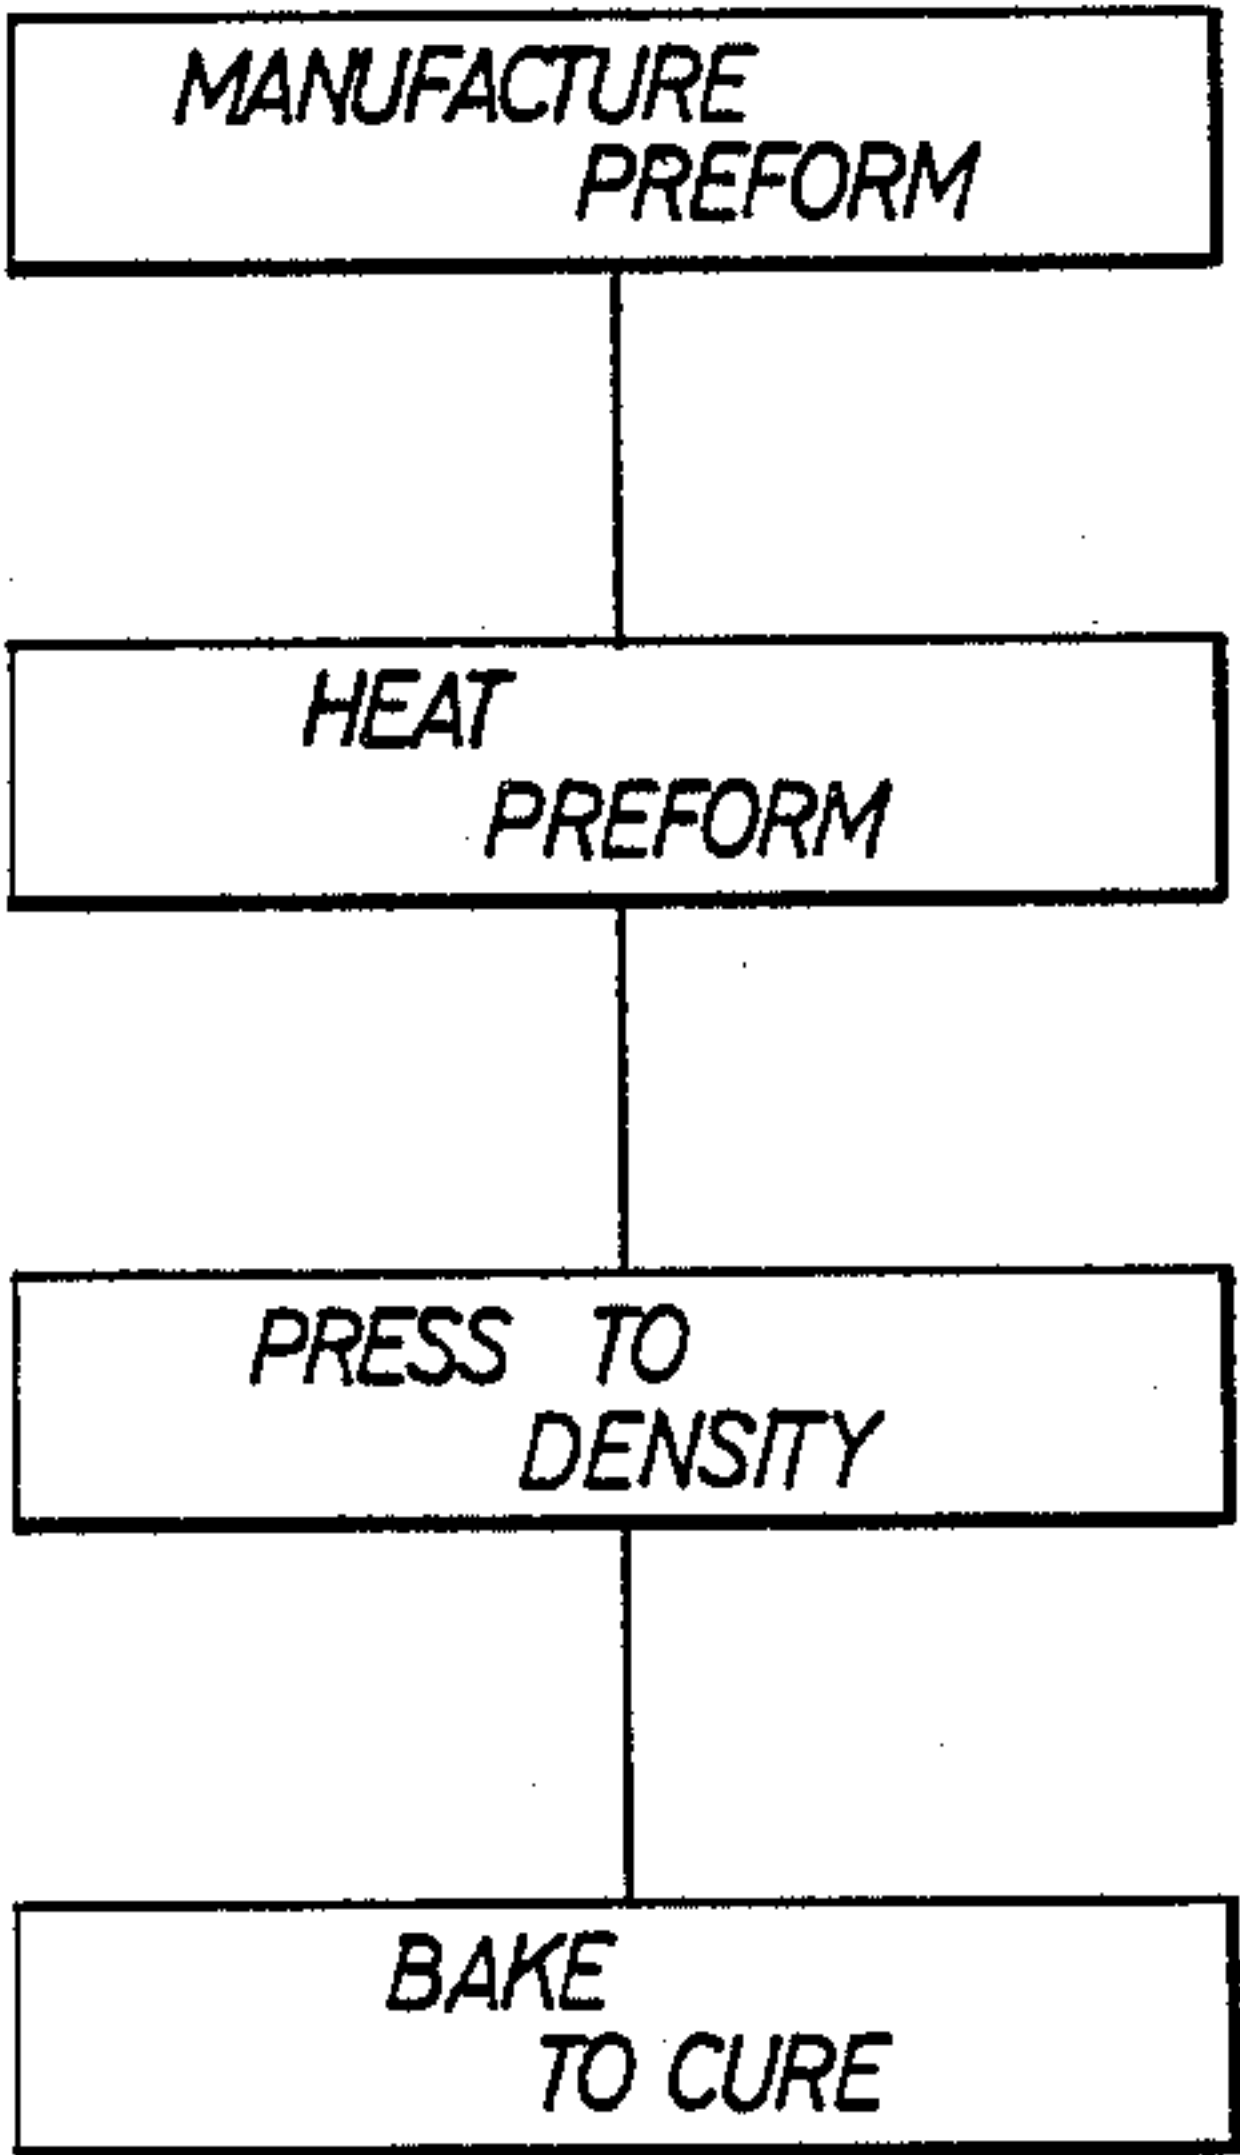 MANUFACTURE
PREFORM
HEAT
PREFORM
PRESS TO
DENSITY
BAKE
TO CURE